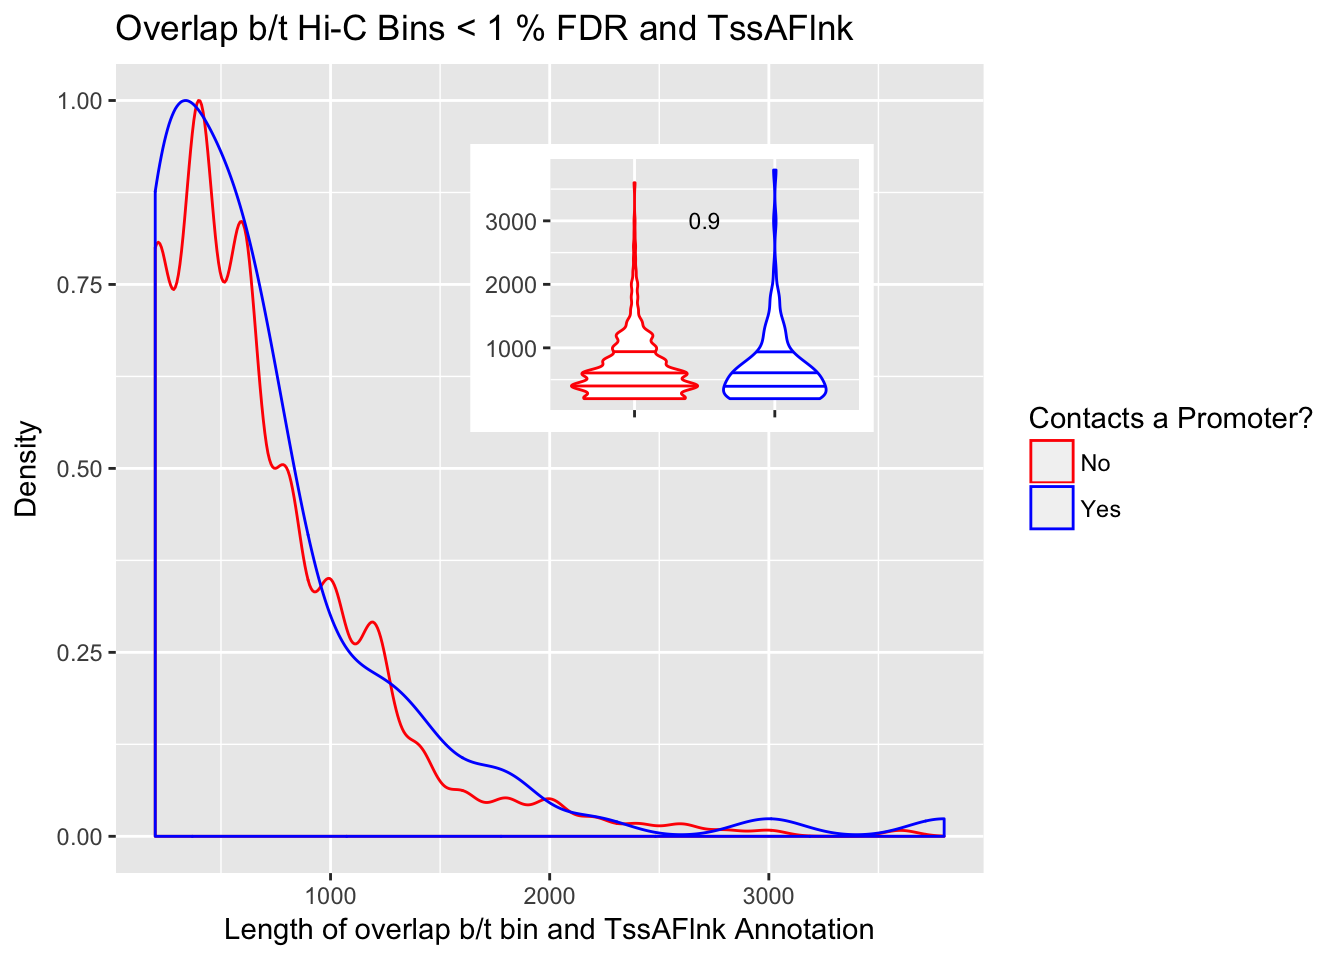 Overlap b/t Hi-C Bins < 1 % FDR and TssAFlnk
1.00
0.75
0.50
0.25
0.00
Density
1000
2000
3000
Length of overlap b/t bin and TssAFlnk Annotation
3000
2000
1000
0.9
Contacts a Promoter?
No
Yes